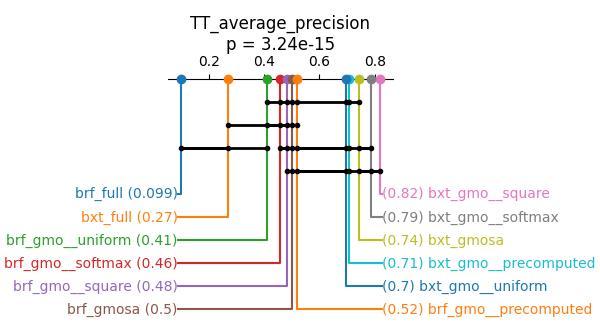 TT_average_precision
p = 3.24e-15
0.2 0.4 0.6 0.8
brf_full (0.099) (0.82) bxt_gmo__square
bxt_full (0.27) (0.79) bxt_gmo__softmax
brf_gmo__uniform (0.41) (0.74) bxt_gmosa
brf_gmo__softmax (0.46) (0.71) bxt_gmo__precomputed
brf_gmo__square (0.48) (0.7) bxt_gmo__uniform
brf_gmosa (0.5) (0.52) brf_gmo__precomputed